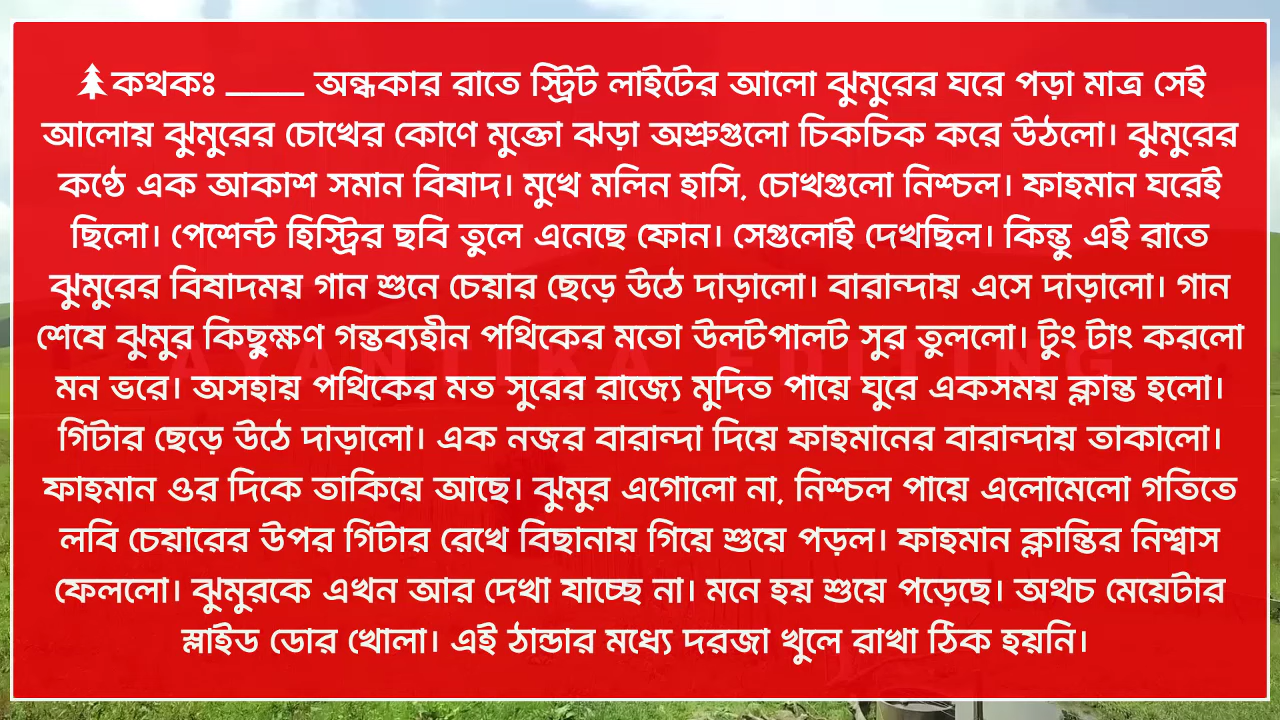 🌲কথকঃ _____ অন্ধকার রাতে স্ট্রিট লাইটের আলো ঝুমুরের ঘরে পড়া মাত্র সেই
আলোয় ঝুমুরের চোখের কোণে মুক্তো ঝড়া অশ্রুগুলো চিকচিক করে উঠলো। ঝুমুরের
কণ্ঠে এক আকাশ সমান বিষাদ। মুখে মলিন হাসি, চোখগুলো নিশ্চল। ফাহমান ঘরেই
ছিলো। পেশেন্ট হিস্ট্রির ছবি তুলে এনেছে ফোন। সেগুলোই দেখছিল। কিন্তু এই রাতে
ঝুমুরের বিষাদময় গান শুনে চেয়ার ছেড়ে উঠে দাড়ালো। বারান্দায় এসে দাড়ালো। গান
শেষে ঝুমুর কিছুক্ষণ গন্তব্যহীন পথিকের মতো উলটপালট সুর তুললো। টুং টাং করলো
মন ভরে। অসহায় পথিকের মত সুরের রাজ্যে মুদিত পায়ে ঘুরে একসময় ক্লান্ত হলো।
গিটার ছেড়ে উঠে দাড়ালো। এক নজর বারান্দা দিয়ে ফাহমানের বারান্দায় তাকালো।
ফাহমান ওর দিকে তাকিয়ে আছে। ঝুমুর এগোলো না, নিশ্চল পায়ে এলোমেলো গতিতে
লবি চেয়ারের উপর গিটার রেখে বিছানায় গিয়ে শুয়ে পড়ল। ফাহমান ক্লান্তির নিশ্বাস
ফেললো। ঝুমুরকে এখন আর দেখা যাচ্ছে না। মনে হয় শুয়ে পড়েছে। অথচ মেয়েটার
স্লাইড ডোর খোলা। এই ঠান্ডার মধ্যে দরজা খুলে রাখা ঠিক হয়নি।
AYANTIKA EDITING